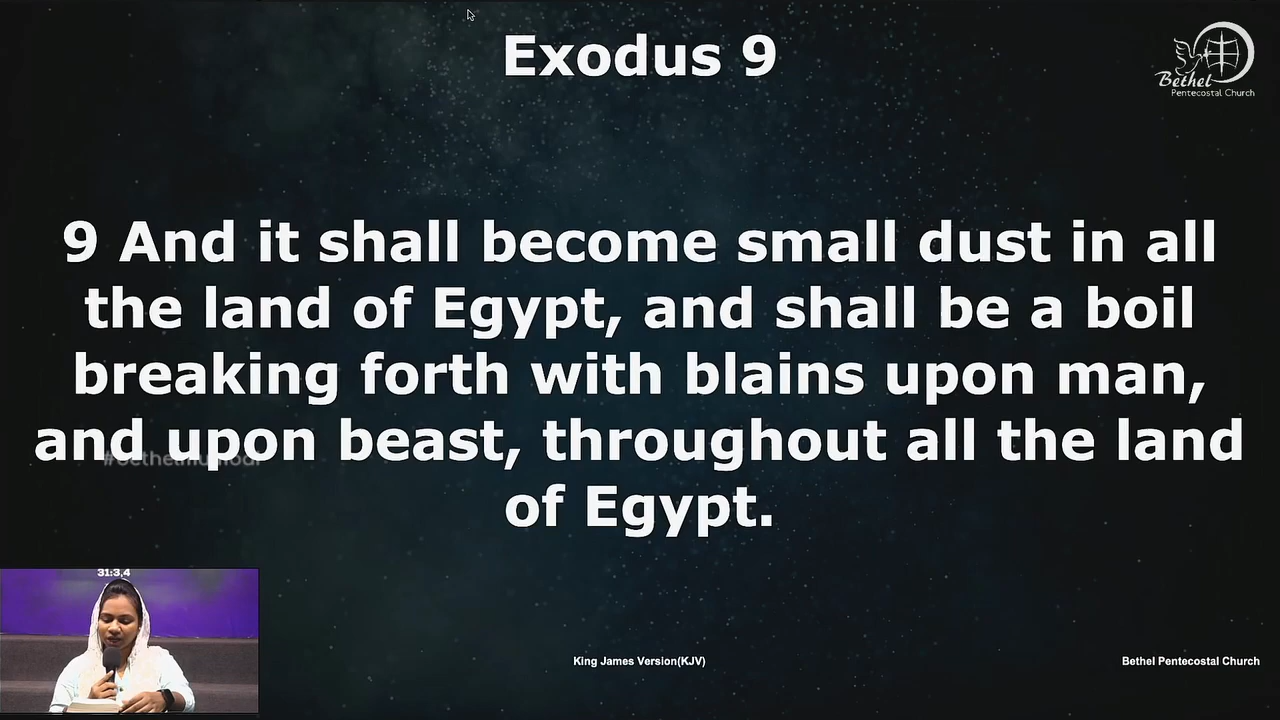 Exodus 9
Bethel
Pentecostal Church
9 And it shall become small dust in all
the land of Egypt, and shall be a boil
breaking forth with blains upon man,
and upon beast, throughout all the land
of Egypt.
31:3,4
King James Version(KJV)
Bethel Pentecostal Church